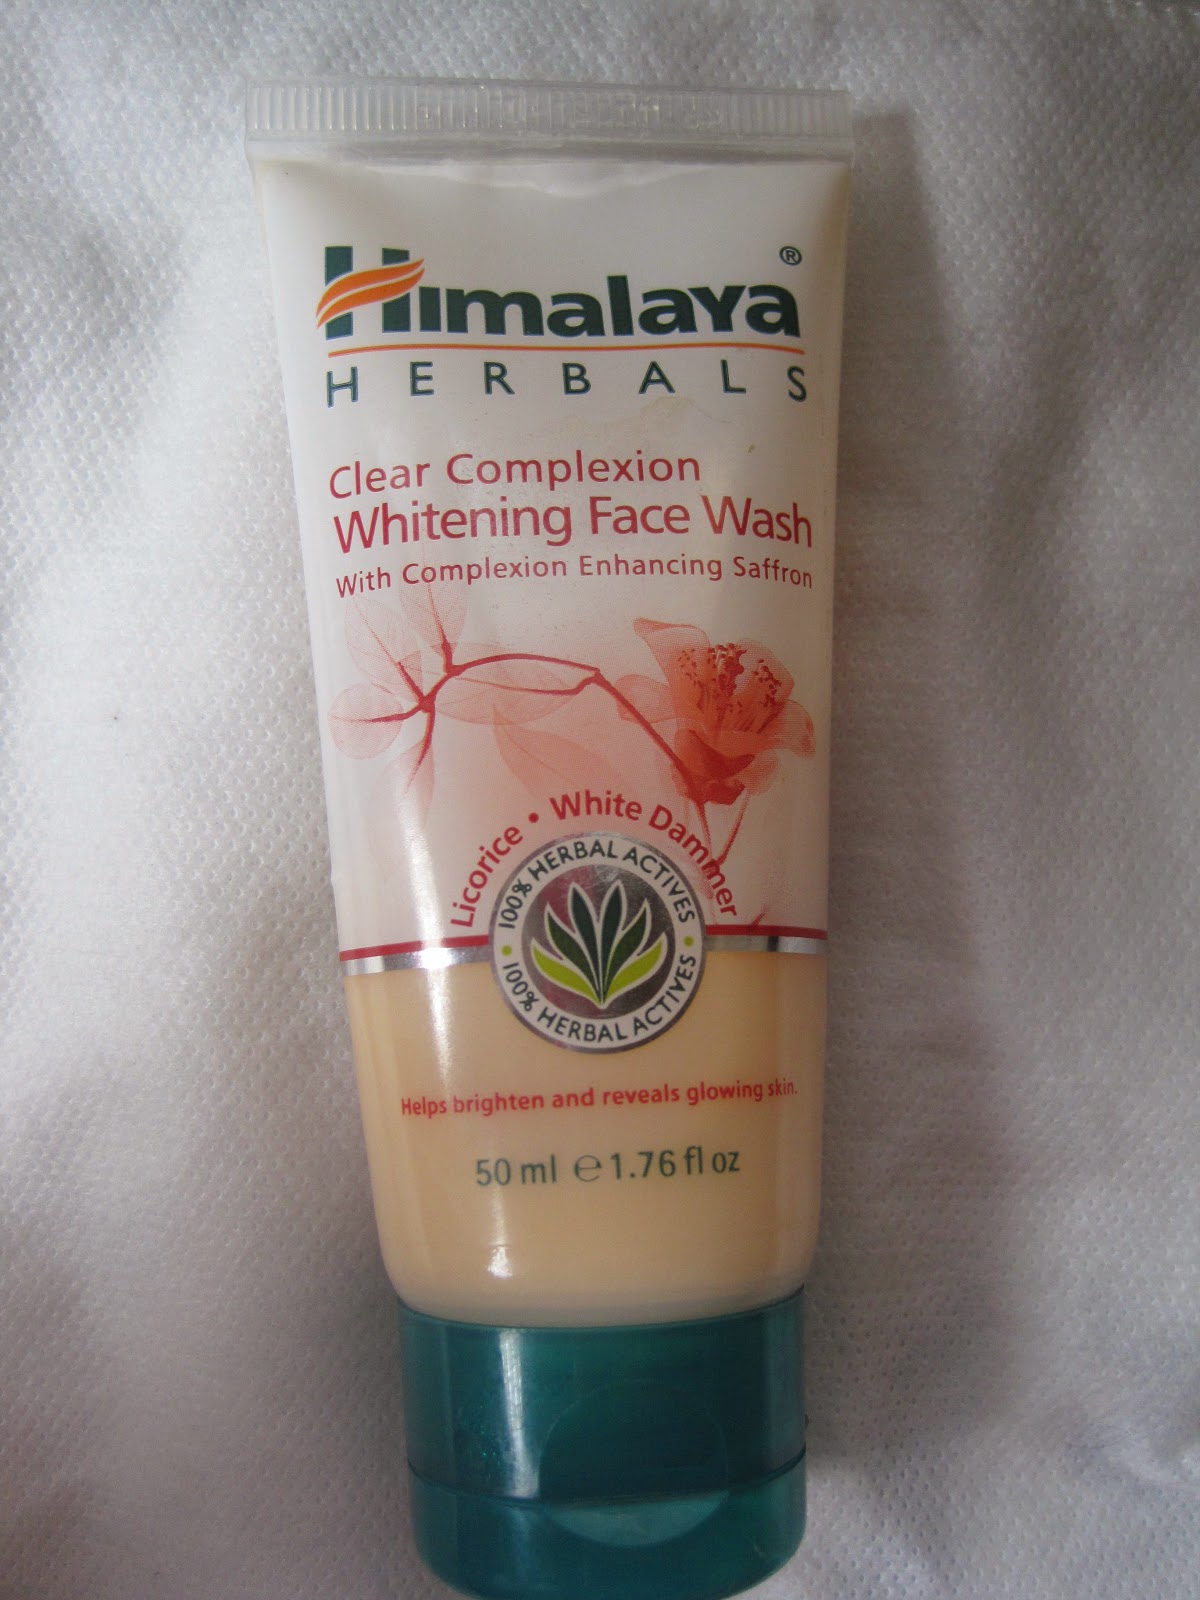 Himalaya®
HERBALS
Clear Complexion
Whitening Face Wash
With Complexion Enhancing Saffron
Licorice • White Dammer
100% HERBAL ACTIVES •
100% HERBAL ACTIVES •
Helps brighten and reveals glowing skin.
50 ml ℮ 1.76 fl oz